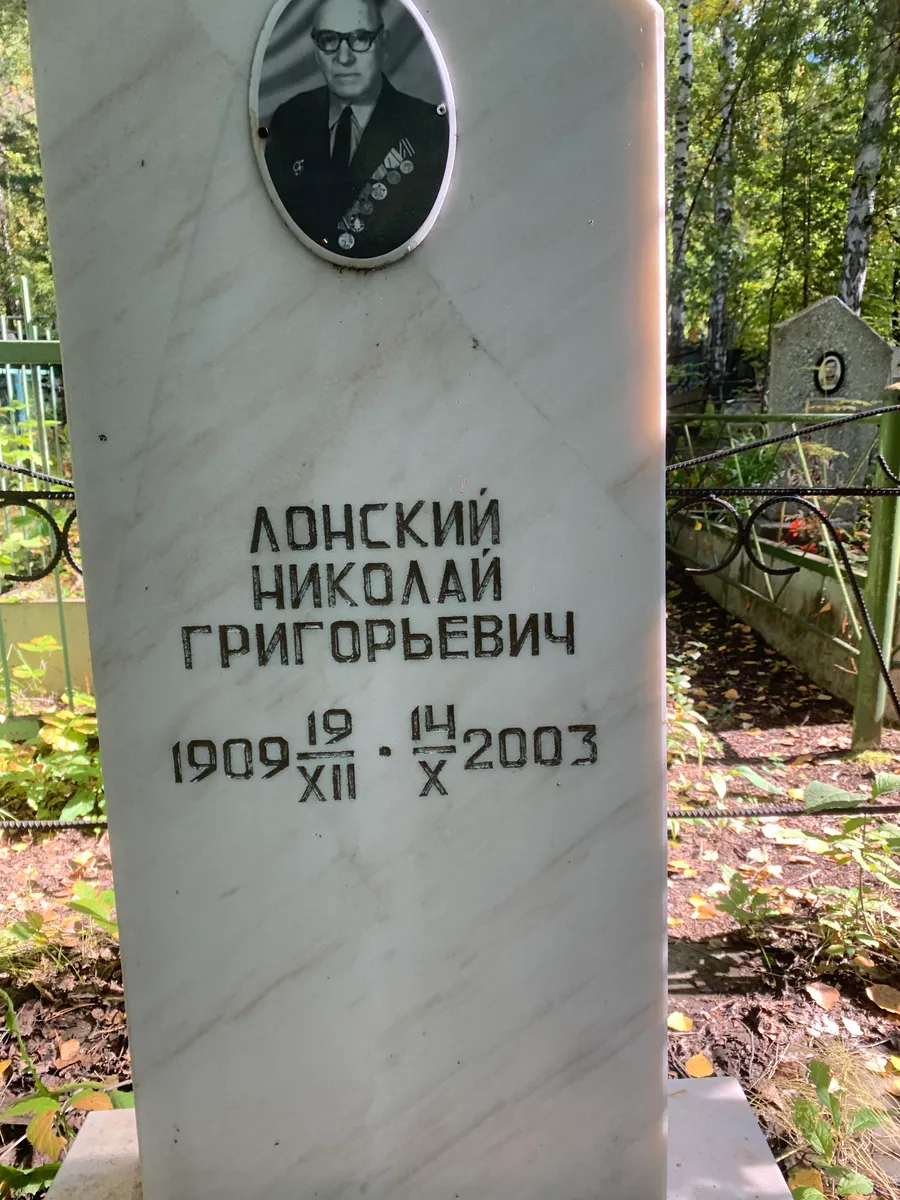 ЛОНСКИЙ
НИКОЛАЙ
ГРИГОРЬЕВИЧ
1909 19/XII · 14/X 2003